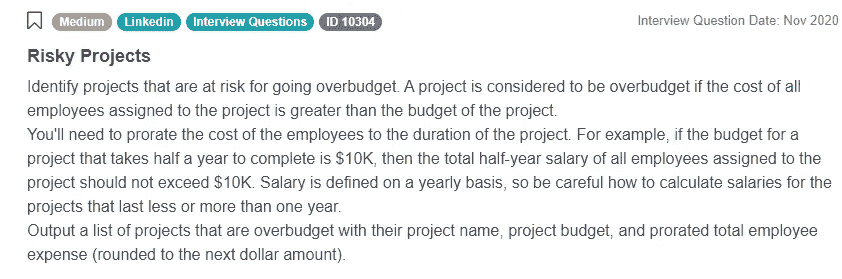 Medium Linkedin Interview Questions ID 10304 Interview Question Date: Nov 2020
Risky Projects
Identify projects that are at risk for going overbudget. A project is considered to be overbudget if the cost of all
employees assigned to the project is greater than the budget of the project.
You'll need to prorate the cost of the employees to the duration of the project. For example, if the budget for a
project that takes half a year to complete is $10K, then the total half-year salary of all employees assigned to the
project should not exceed $10K. Salary is defined on a yearly basis, so be careful how to calculate salaries for the
projects that last less or more than one year.
Output a list of projects that are overbudget with their project name, project budget, and prorated total employee
expense (rounded to the next dollar amount).